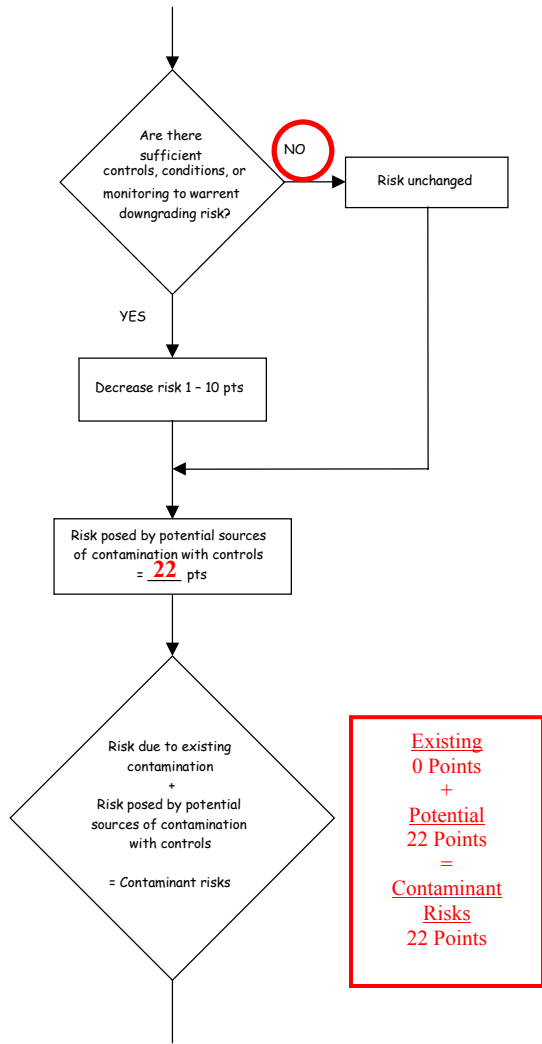 Are there
sufficient
controls, conditions, or
monitoring to warrent
downgrading risk?
NO
Risk unchanged
YES
Decrease risk 1 - 10 pts
Risk posed by potential sources
of contamination with controls
= 22 pts
Risk due to existing
contamination
+
Risk posed by potential
sources of contamination
with controls
= Contaminant risks
Existing
0 Points
+
Potential
22 Points
=
Contaminant
Risks
22 Points